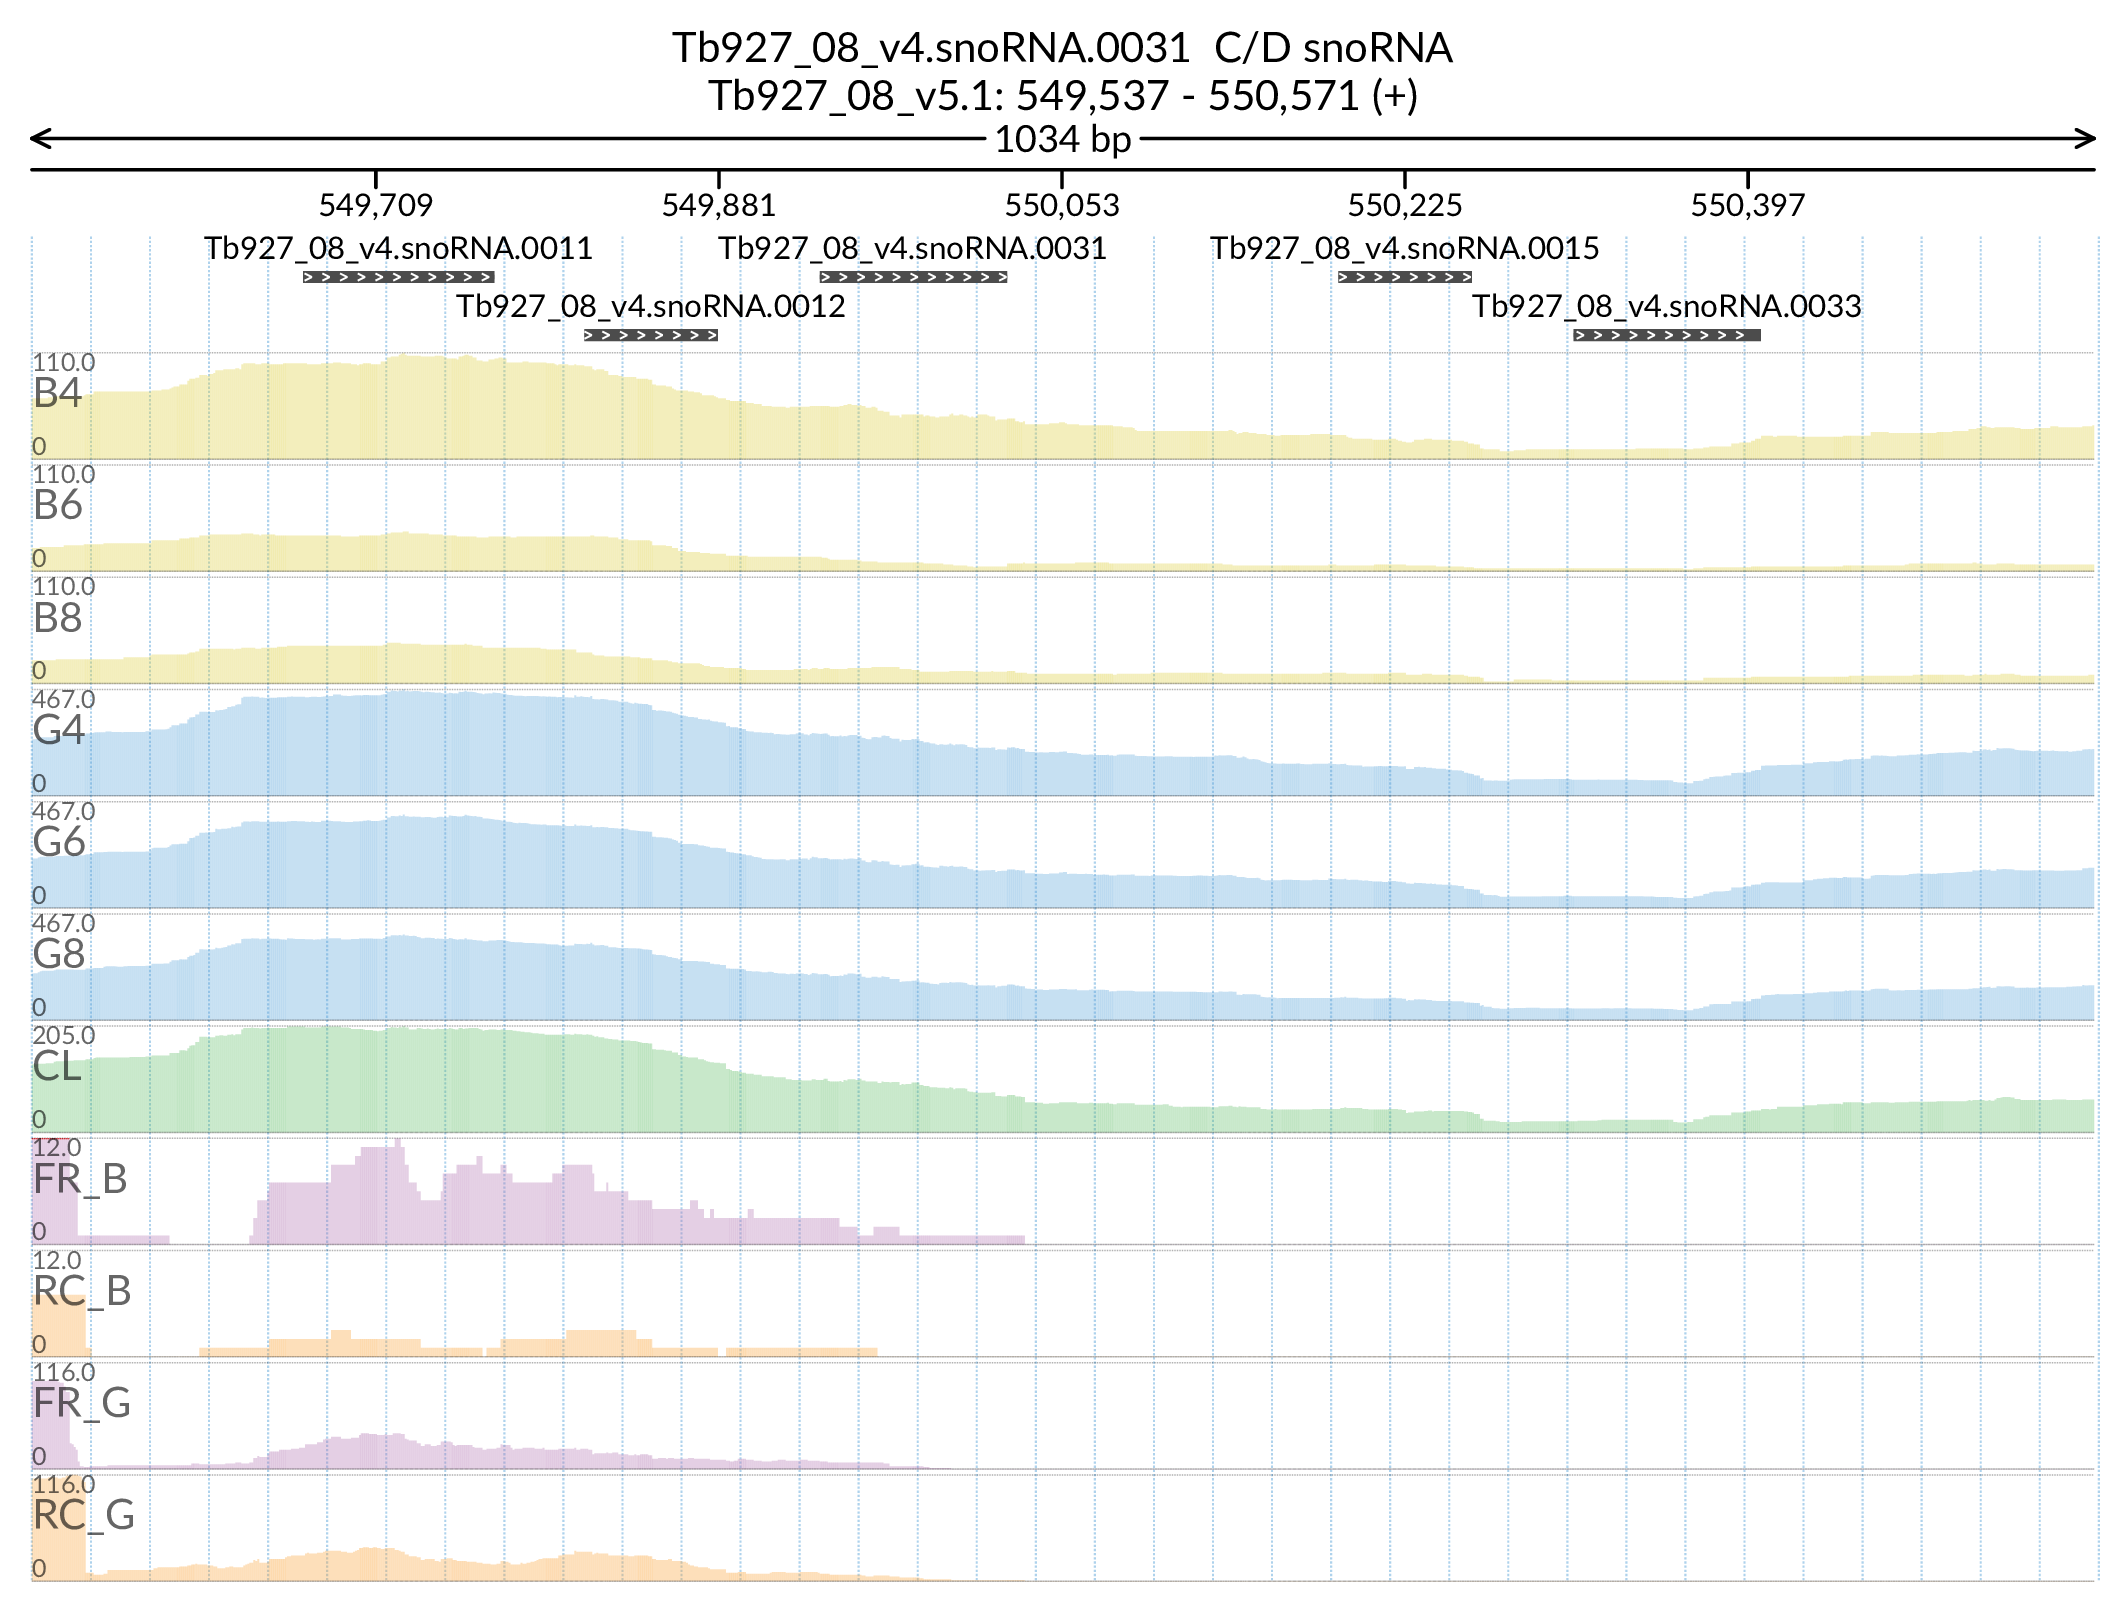 Tb927_08_v4.snoRNA.0031  C/D snoRNA
Tb927_08_v5.1: 549,537 - 550,571 (+)
1034 bp
549,709 549,881 550,053 550,225 550,397
Tb927_08_v4.snoRNA.0011 Tb927_08_v4.snoRNA.0031 Tb927_08_v4.snoRNA.0015
Tb927_08_v4.snoRNA.0012 Tb927_08_v4.snoRNA.0033
110.0
B4
0
110.0
B6
0
110.0
B8
0
467.0
G4
0
467.0
G6
0
467.0
G8
0
205.0
CL
0
12.0
FR_B
0
12.0
RC_B
0
116.0
FR_G
0
116.0
RC_G
0